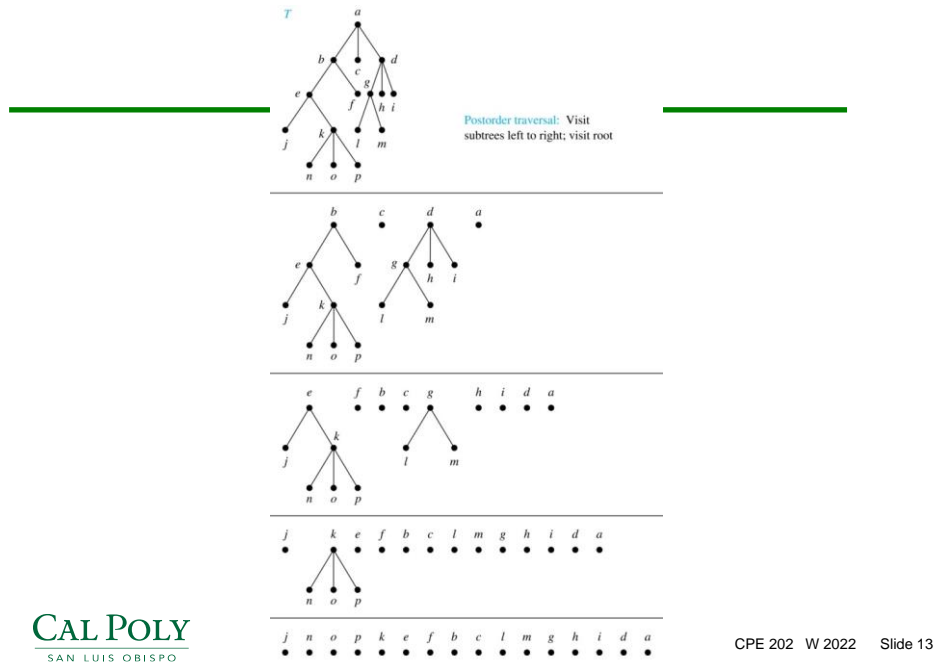 T
a
b d
c
g
e f h i
j k l m
n o p
Postorder traversal: Visit
subtrees left to right; visit root
b c d a
e f g h i
j k l m
n o p
e f b c g h i d a
k
j l m
n o p
j k e f b c l m g h i d a
n o p
j n o p k e f b c l m g h i d a
CAL POLY
SAN LUIS OBISPO
CPE 202 W 2022 Slide 13